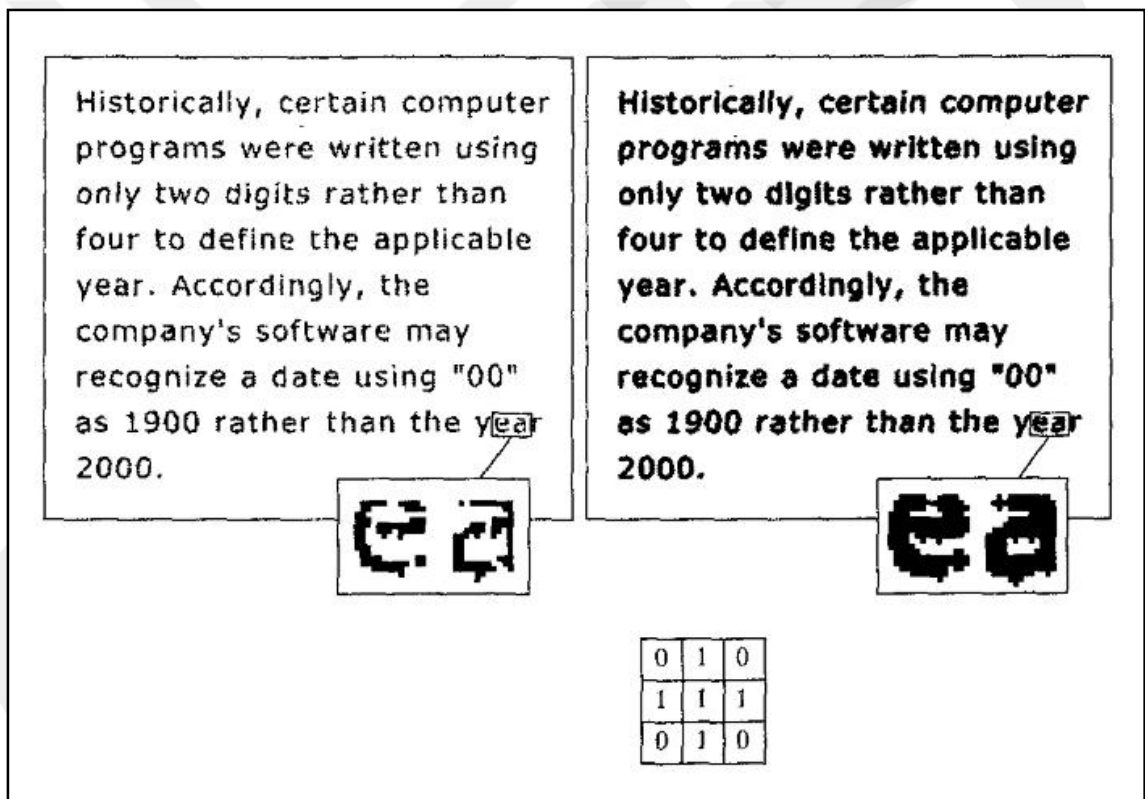 Historically, certain computer
programs were written using
only two digits rather than
four to define the applicable
year. Accordingly, the
company's software may
recognize a date using "00"
as 1900 rather than the year
2000.
ea
Historically, certain computer
programs were written using
only two digits rather than
four to define the applicable
year. Accordingly, the
company's software may
recognize a date using "00"
as 1900 rather than the year
2000.
ea
0 1 0
1 1 1
0 1 0